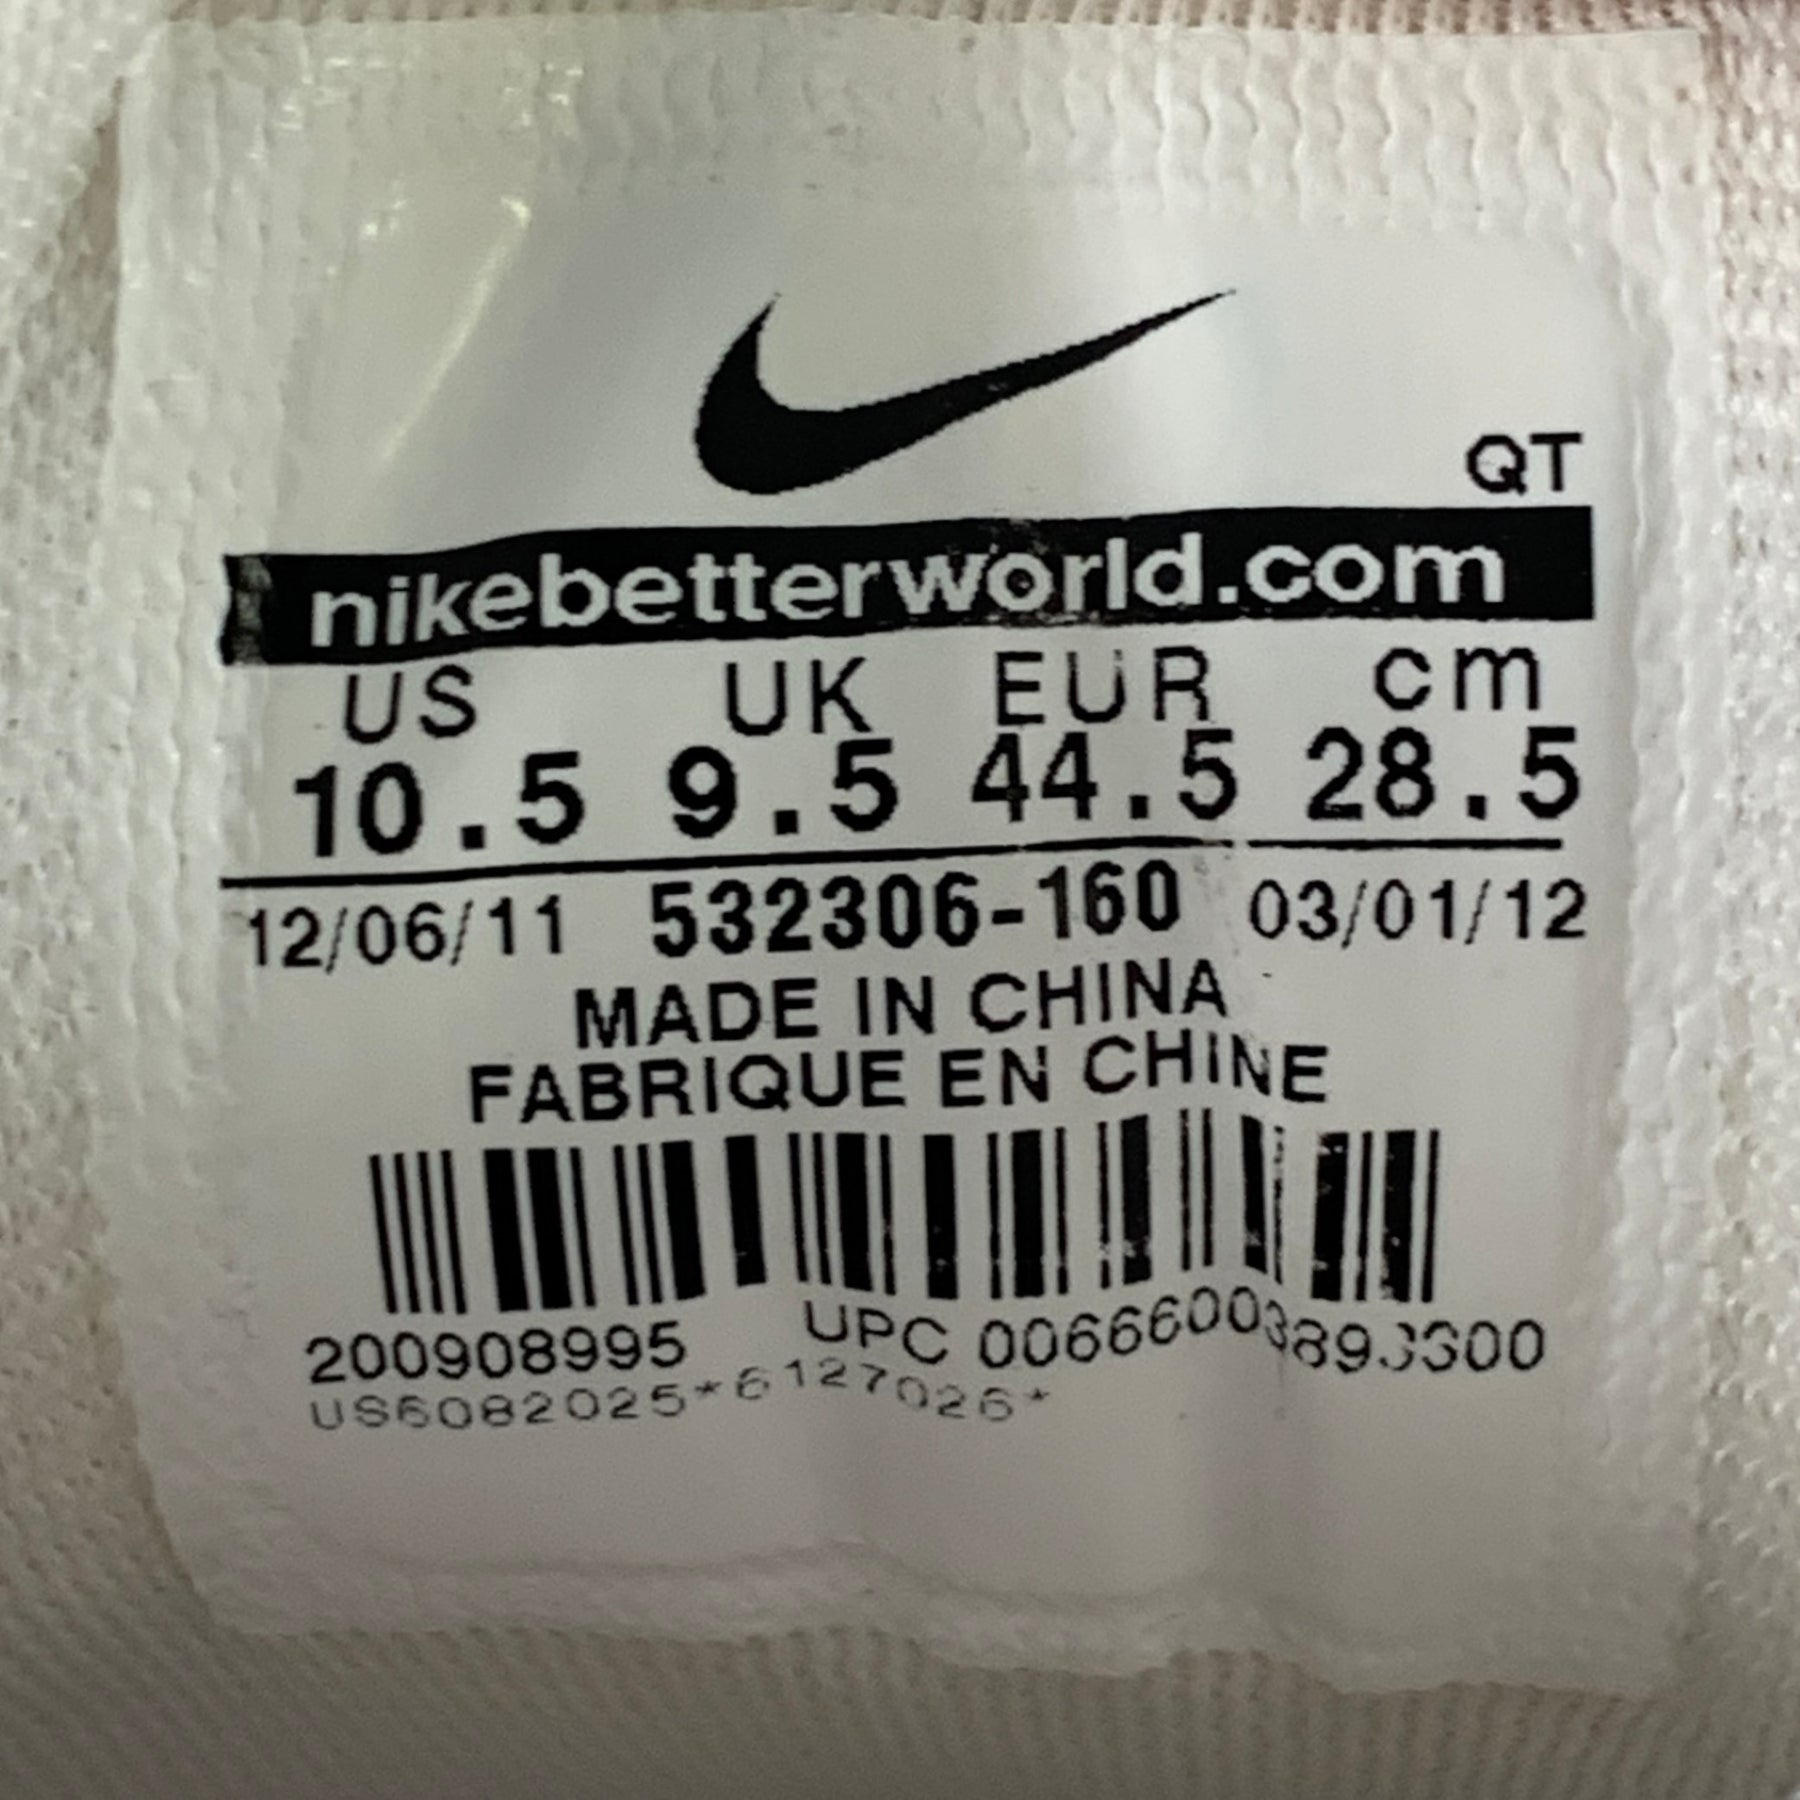 QT
nikebetterworld.com
US UK EUR cm
10.5 9.5 44.5 28.5
12/06/11 532306-160 03/01/12
MADE IN CHINA
FABRIQUE EN CHINE
200908995 UPC
US6082025*6127026*